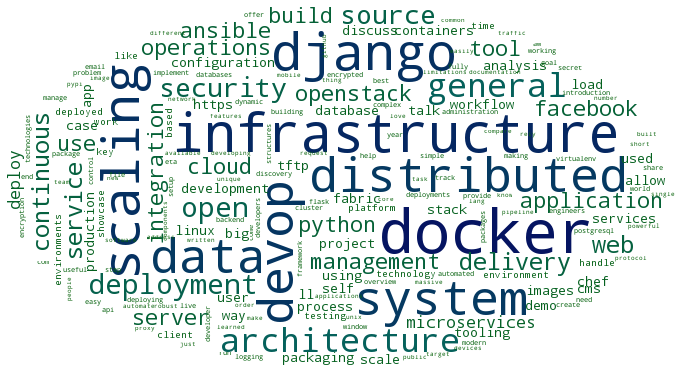 build
source
ansible
django
discuss
containers
time
different
offer
common
traffic
operations
tool
configuration
like
analysis
email
problem
image
implement
databases
mobile
encrypted
best
limitations
documentation
goal
easily
working
secret
security
openstack
general
load
introduction
number
manage
pypi
app
work
network
dynamic
workflow
facebook
deployed
https
database
talk
complex
administration
case
based
features
building
love
compare
built
short
scaling
infrastructure
continuous
integration
deploy
technologies
use
key
package
control
year
virtualenv
share
available
developing
request
help
simple
making
cloud
eta
tftp
discovery
structures
distributed
used
allow
world
service
production
showcase
team
new
setup
unique
development
task
track
fabric
deployments
provide
application
single
environments
encryption
end
open
backend
developers
flask
core
lang
platform
cluster
packages
pipeline
engineers
services
linux
written
big
python
stack
docker
postgresql
powerful
web
devop
data
framework
project
management
delivery
handle
protocol
using
technology
automated
environment
useful
people
deployment
deploying
user
order
self
overview
massive
images
cms
chef
create
need
easy
api
automate
robust
live
ll
application
process
system
demo
server
way
learned
make
testing
unix
microservices
proxy
client
developer
window
architecture
tooling
modern
devices
just
run
logging
packaging
scale
public
target